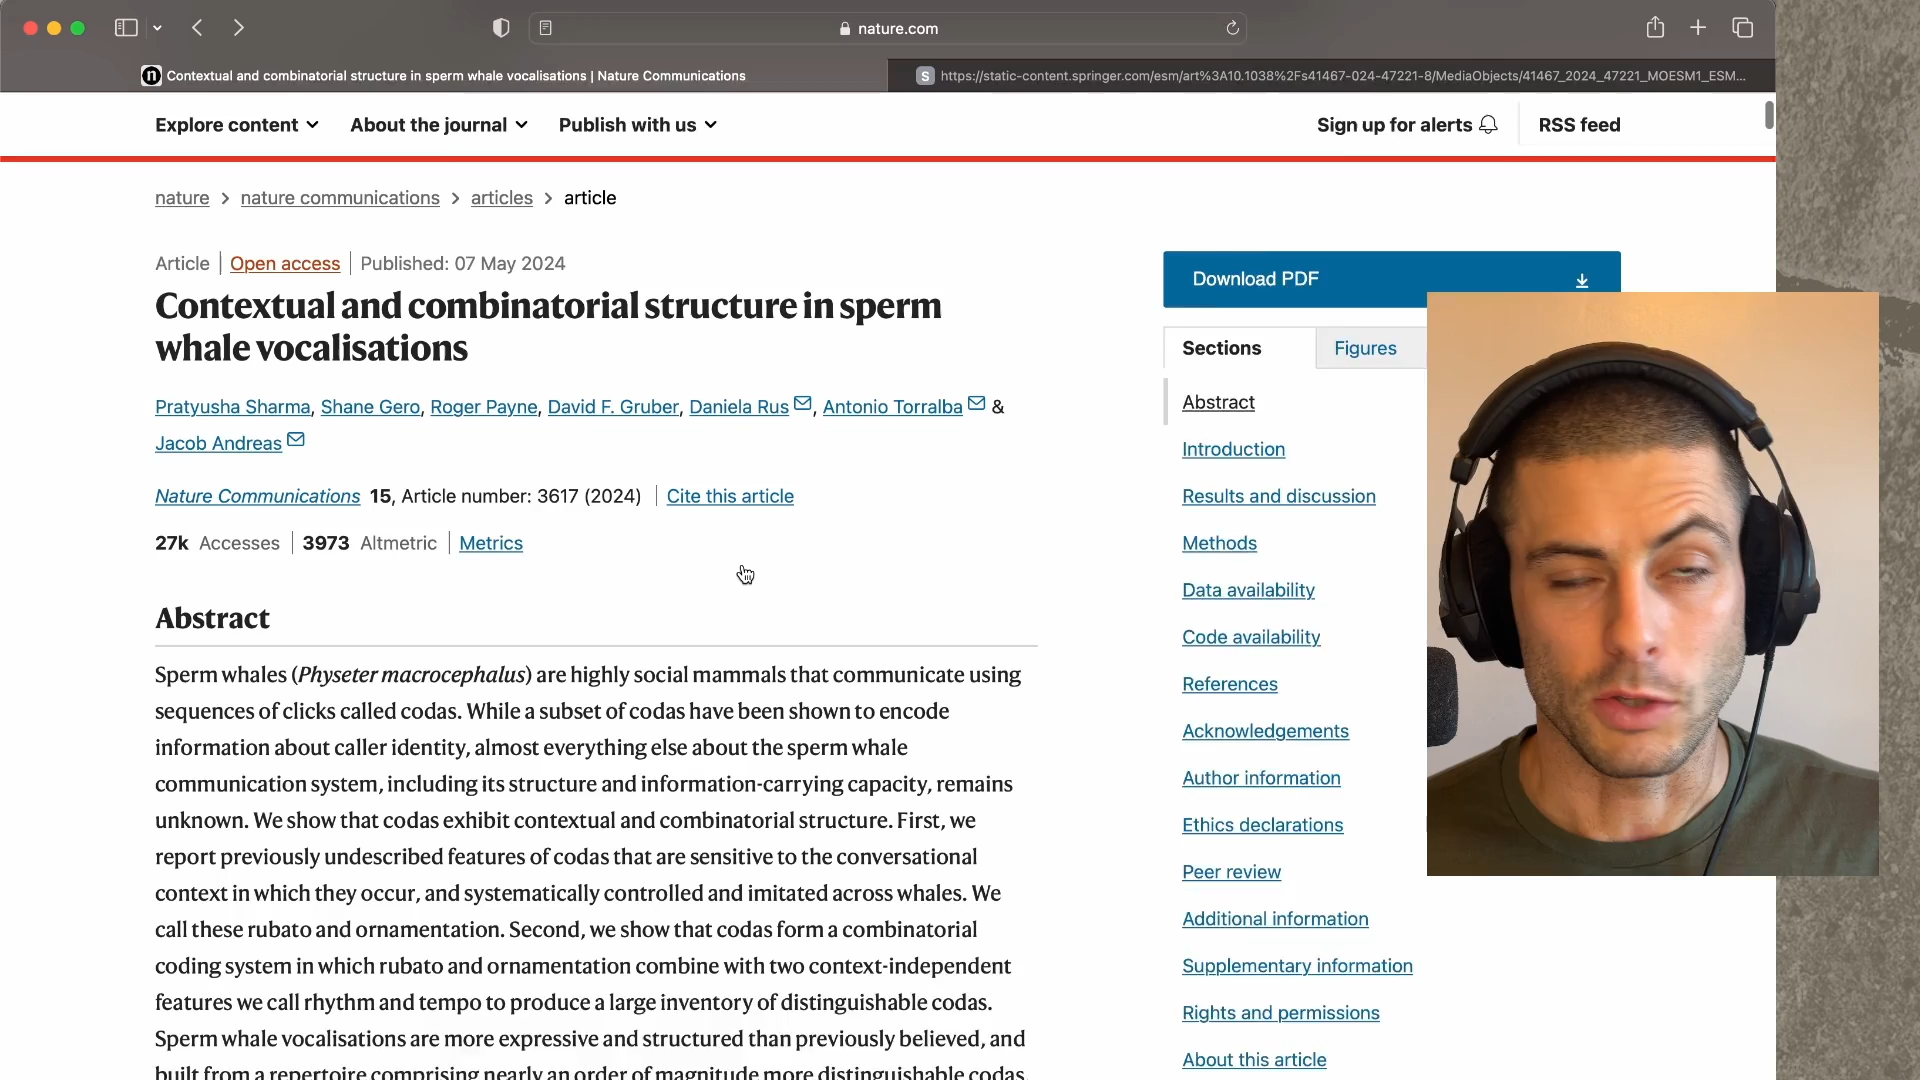 nature.com
n Contextual and combinatorial structure in sperm whale vocalisations | Nature Communications
S https://static-content.springer.com/esm/art%3A10.1038%2Fs41467-024-47221-8/MediaObjects/41467_2024_47221_MOESM1_ESM...
Explore content About the journal Publish with us Sign up for alerts RSS feed
nature > nature communications > articles > article
Article | Open access | Published: 07 May 2024
Contextual and combinatorial structure in sperm
whale vocalisations
Pratyusha Sharma, Shane Gero, Roger Payne, David F. Gruber, Daniela Rus, Antonio Torralba &
Jacob Andreas
Nature Communications 15, Article number: 3617 (2024) | Cite this article
27k Accesses | 3973 Altmetric | Metrics
Abstract
Sperm whales (Physeter macrocephalus) are highly social mammals that communicate using
sequences of clicks called codas. While a subset of codas have been shown to encode
information about caller identity, almost everything else about the sperm whale
communication system, including its structure and information-carrying capacity, remains
unknown. We show that codas exhibit contextual and combinatorial structure. First, we
report previously undescribed features of codas that are sensitive to the conversational
context in which they occur, and systematically controlled and imitated across whales. We
call these rubato and ornamentation. Second, we show that codas form a combinatorial
coding system in which rubato and ornamentation combine with two context-independent
features we call rhythm and tempo to produce a large inventory of distinguishable codas.
Sperm whale vocalisations are more expressive and structured than previously believed, and
built from a repertoire comprising nearly an order of magnitude more distinguishable codas.
Download PDF
Sections Figures
Abstract
Introduction
Results and discussion
Methods
Data availability
Code availability
References
Acknowledgements
Author information
Ethics declarations
Peer review
Additional information
Supplementary information
Rights and permissions
About this article